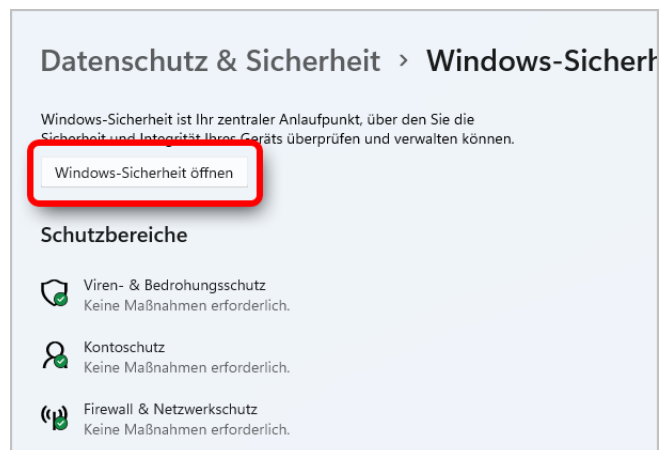 Datenschutz & Sicherheit > Windows-Sicherh
Windows-Sicherheit ist Ihr zentraler Anlaufpunkt, über den Sie die
Sicherheit und Integrität Ihres Geräts überprüfen und verwalten können.
Windows-Sicherheit öffnen
Schutzbereiche
Viren- & Bedrohungsschutz
Keine Maßnahmen erforderlich.
Kontoschutz
Keine Maßnahmen erforderlich.
Firewall & Netzwerkschutz
Keine Maßnahmen erforderlich.